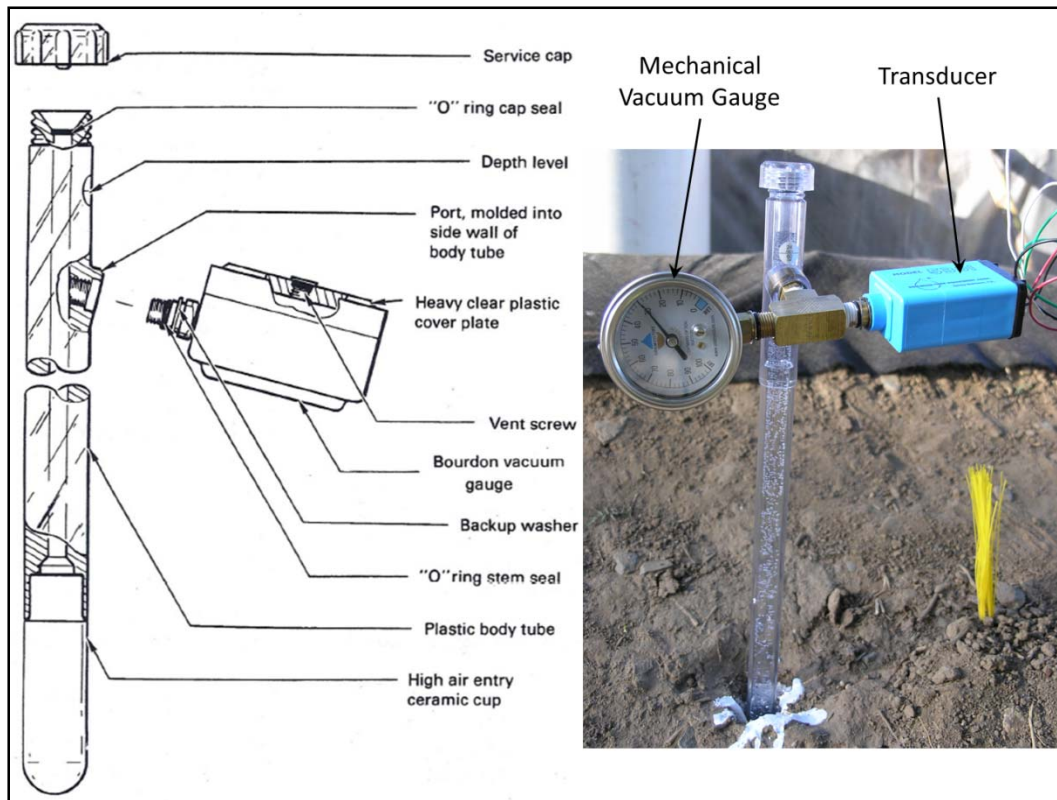 Service cap
"O" ring cap seal
Depth level
Port, molded into
side wall of
body tube
Heavy clear plastic
cover plate
Vent screw
Bourdon vacuum
gauge
Backup washer
"O" ring stem seal
Plastic body tube
High air entry
ceramic cup
Mechanical
Vacuum Gauge
Transducer
MODEL